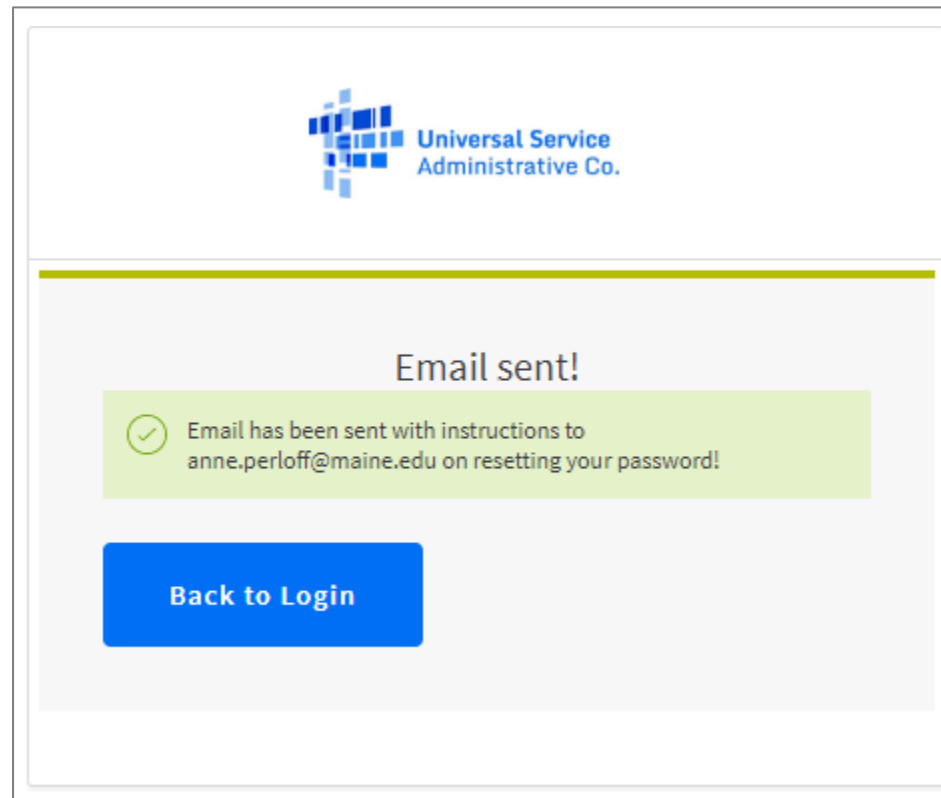 Universal Service
Administrative Co.
Email sent!
Email has been sent with instructions to
anne.perloff@maine.edu on resetting your password!
Back to Login